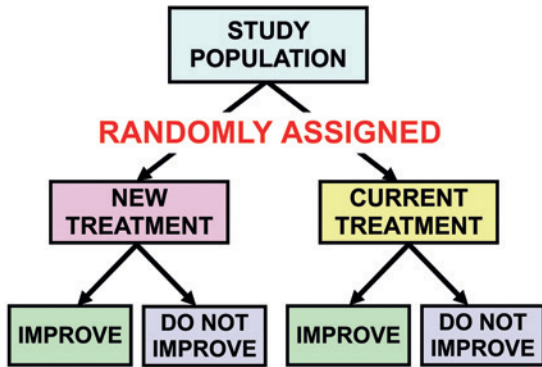 STUDY
POPULATION
RANDOMLY ASSIGNED
NEW
TREATMENT
CURRENT
TREATMENT
IMPROVE
DO NOT
IMPROVE
IMPROVE
DO NOT
IMPROVE